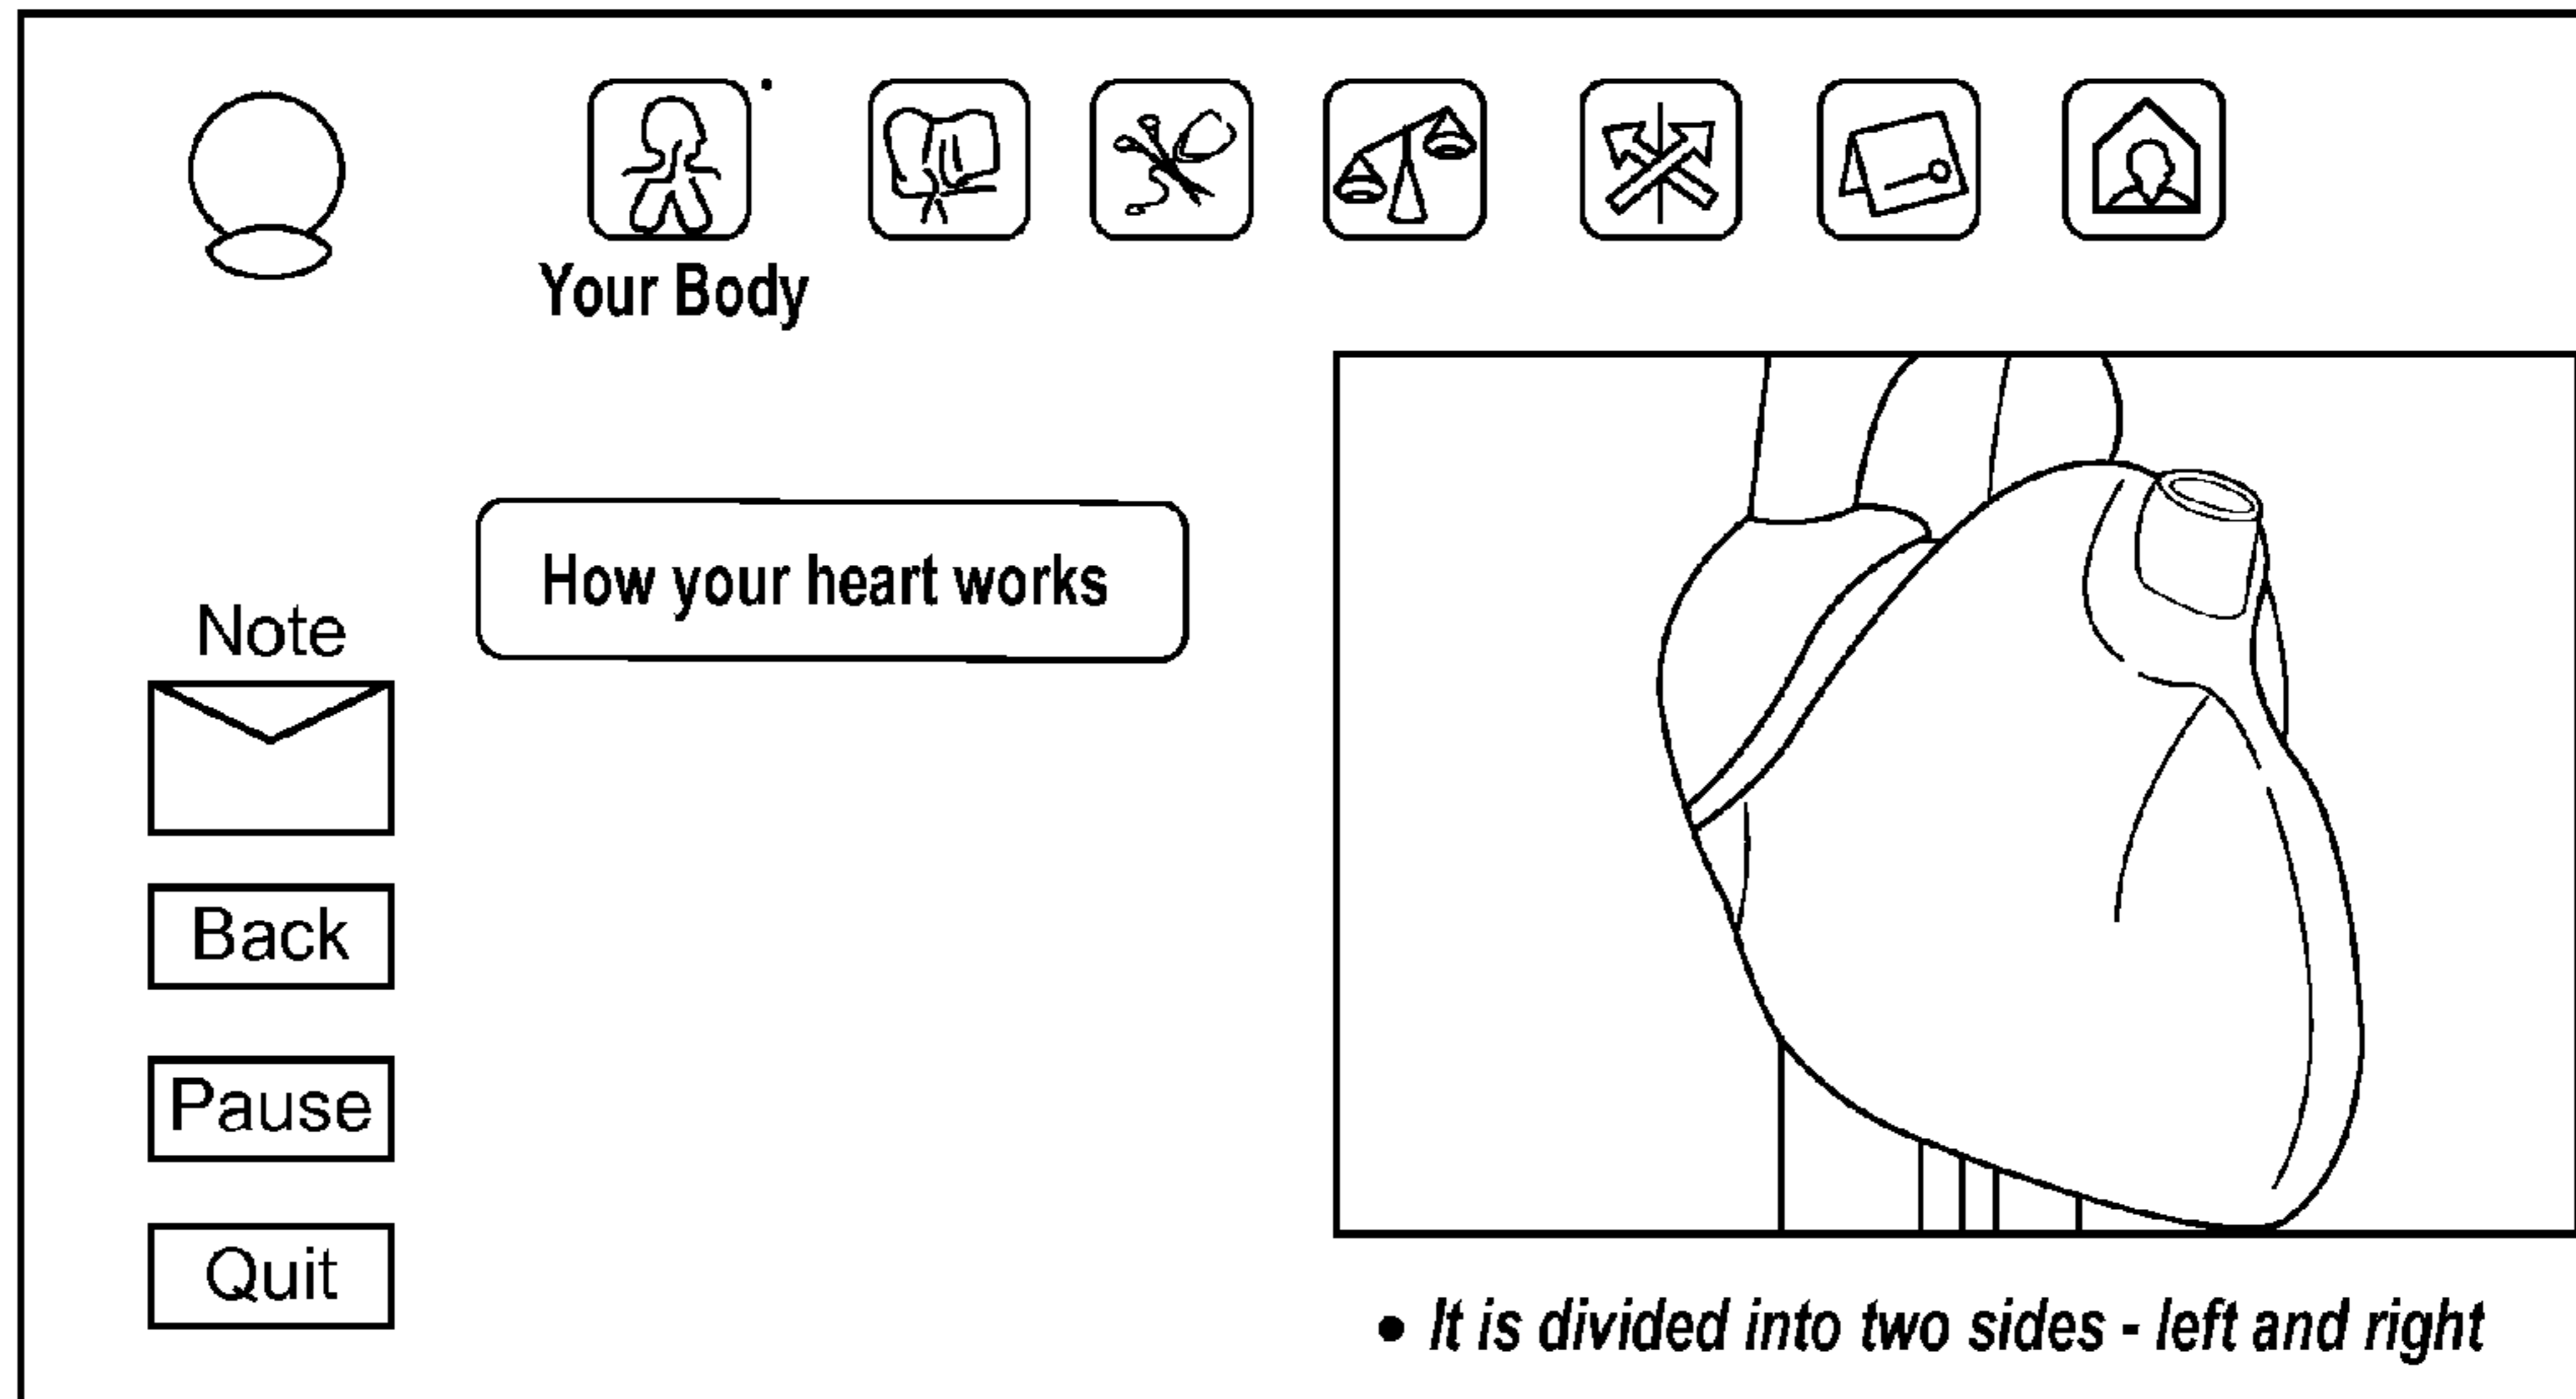 Your Body
How your heart works
Note
Back
Pause
Quit
• It is divided into two sides - left and right